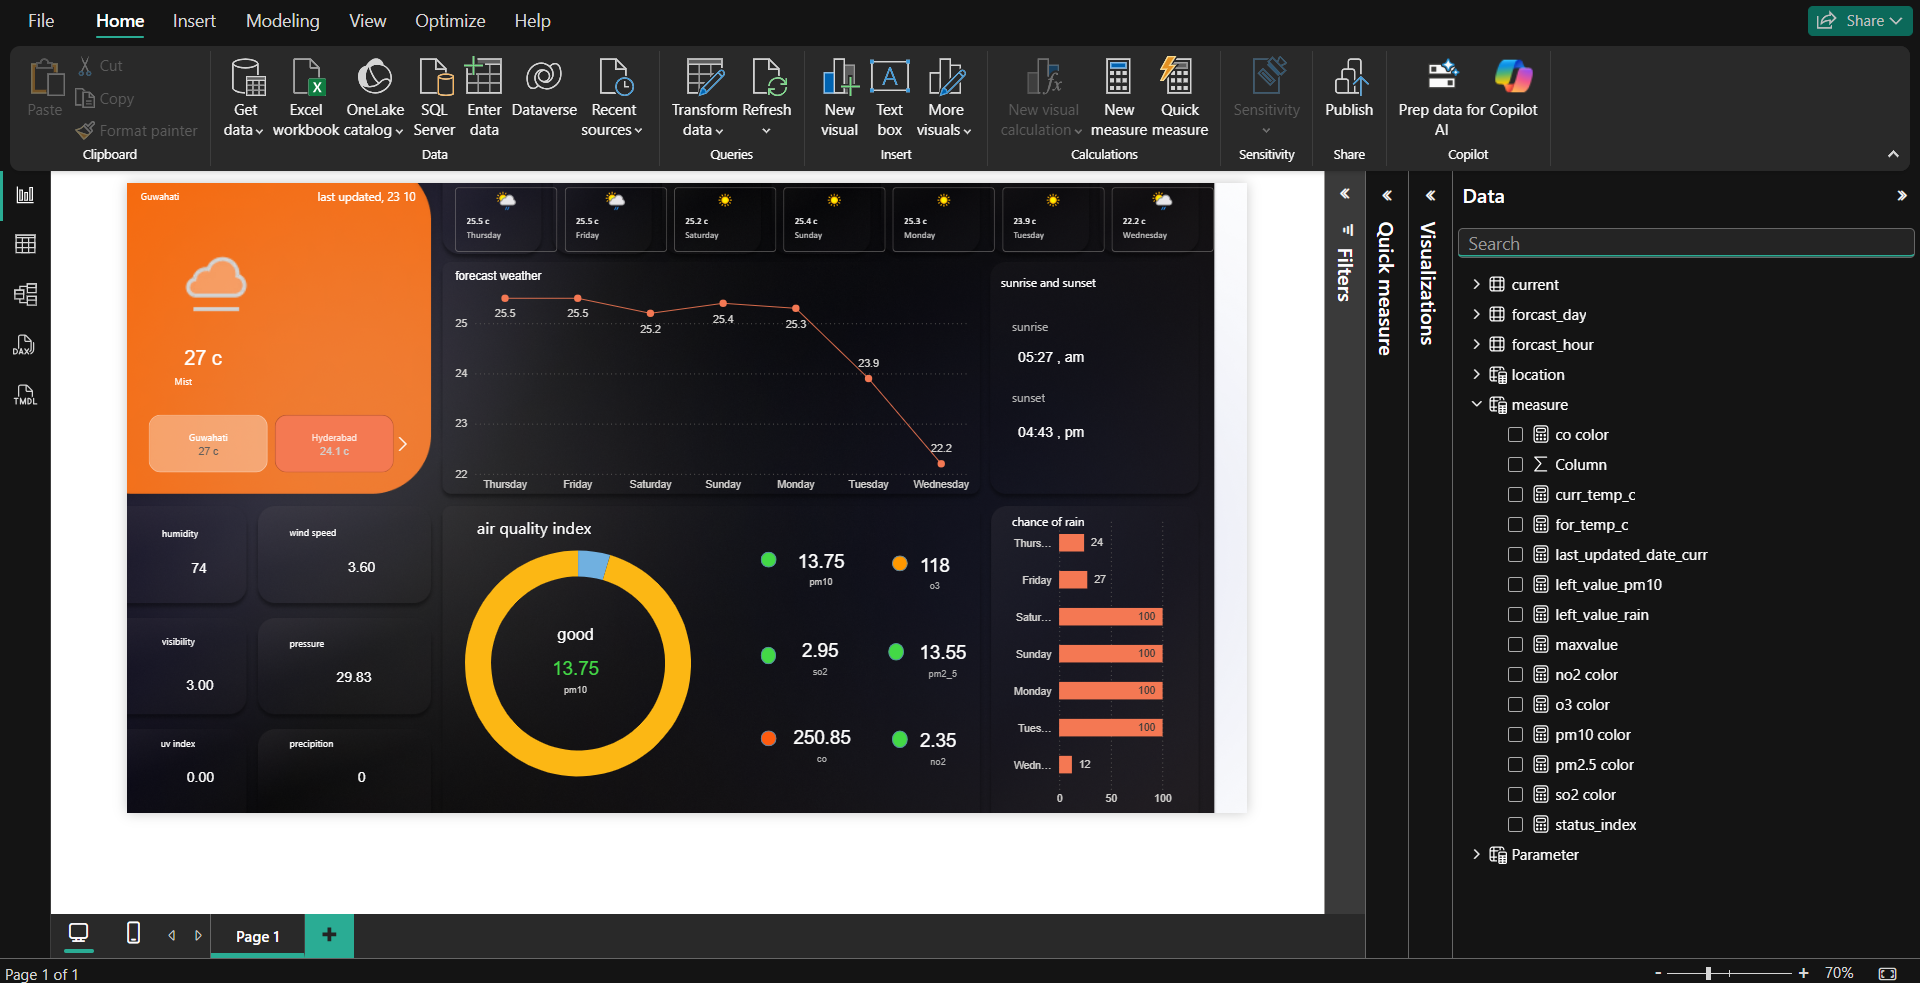 File Home Insert Modeling View Optimize Help
Share
Paste
Cut
Copy
Format painter
Clipboard
Get data
Excel workbook
OneLake catalog
SQL Server
Enter data
Dataverse
Recent sources
Data
Transform data
Refresh
Queries
New visual
Text box
More visuals
Insert
New visual calculation
New measure
Quick measure
Calculations
Sensitivity
Sensitivity
Publish
Share
Prep data for AI
Copilot
Copilot
DAX
TMDL
Guwahati
last updated, 23 10
27 c
Mist
Guwahati
27 c
Hyderabad
24.1 c
25.5 c
Thursday
25.5 c
Friday
25.2 c
Saturday
25.4 c
Sunday
25.3 c
Monday
23.9 c
Tuesday
22.2 c
Wednesday
forecast weather
25
24
23
22
25.5
25.5
25.2
25.4
25.3
23.9
22.2
Thursday Friday Saturday Sunday Monday Tuesday Wednesday
sunrise and sunset
sunrise
05:27 , am
sunset
04:43 , pm
humidity
74
wind speed
3.60
visibility
3.00
pressure
29.83
uv index
0.00
precipition
0
air quality index
good
13.75
pm10
13.75
pm10
118
o3
2.95
so2
13.55
pm2_5
250.85
co
2.35
no2
chance of rain
Thurs... 24
Friday 27
Satur... 100
Sunday 100
Monday 100
Tues... 100
Wedn... 12
0 50 100
Filters
Quick measure
Visualizations
Data
Search
current
forcast_day
forcast_hour
location
measure
co color
Column
curr_temp_c
for_temp_c
last_updated_date_curr
left_value_pm10
left_value_rain
maxvalue
no2 color
o3 color
pm10 color
pm2.5 color
so2 color
status_index
Parameter
Page 1
+
Page 1 of 1
- + 70%